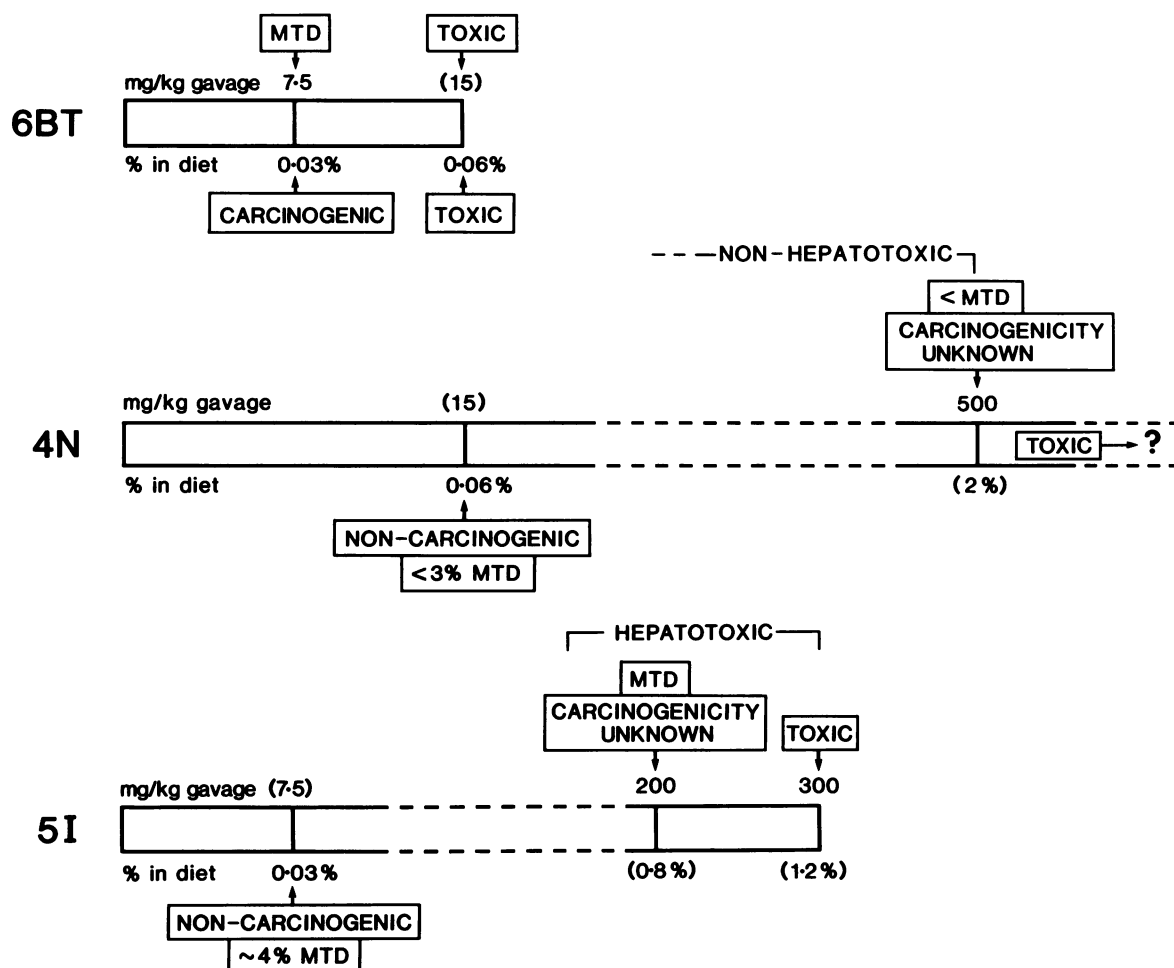 MTD TOXIC
mg/kg gavage 7·5 (15)
6BT
% in diet 0·03% 0·06%
CARCINOGENIC TOXIC
NON-HEPATOTOXIC
< MTD
CARCINOGENICITY
UNKNOWN
mg/kg gavage (15) 500
4N TOXIC ?
% in diet 0·06% (2%)
NON-CARCINOGENIC
<3% MTD
HEPATOTOXIC
MTD
CARCINOGENICITY
UNKNOWN TOXIC
mg/kg gavage (7·5) 200 300
5I
% in diet 0·03% (0·8%) (1·2%)
NON-CARCINOGENIC
~4% MTD